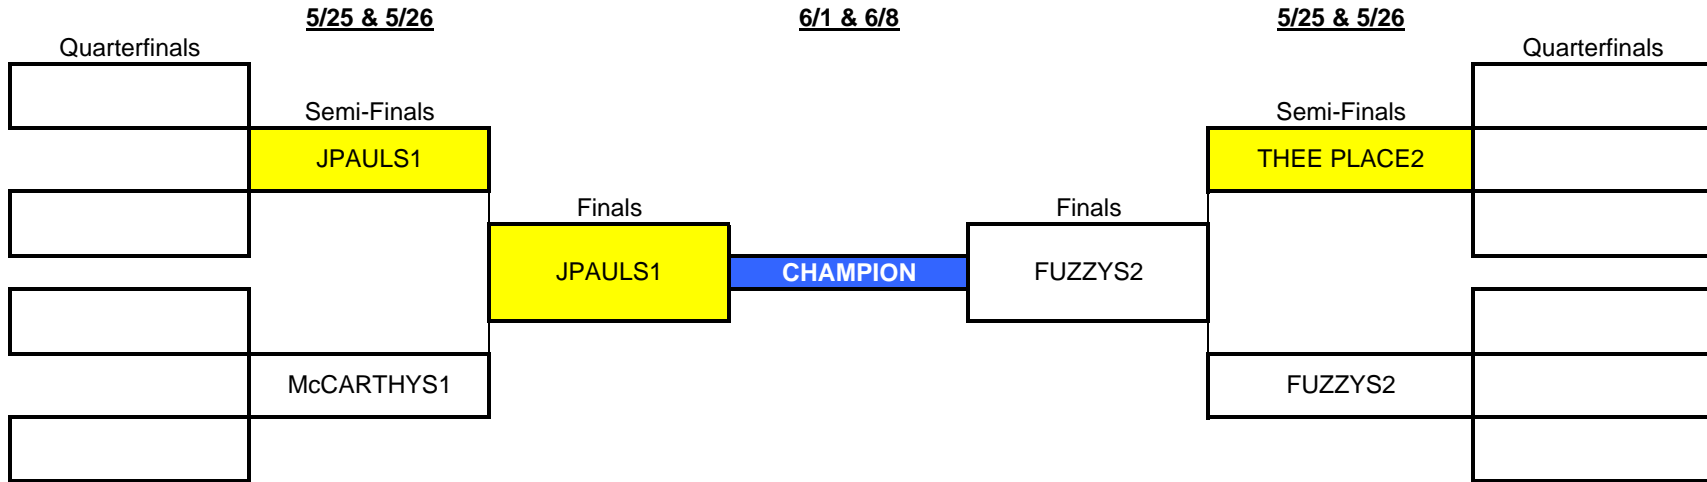 5/25 & 5/26 6/1 & 6/8 5/25 & 5/26
Quarterfinals Quarterfinals
Semi-Finals Semi-Finals
JPAULS1 THEE PLACE2
Finals Finals
JPAULS1 CHAMPION FUZZYS2
McCARTHYS1 FUZZYS2